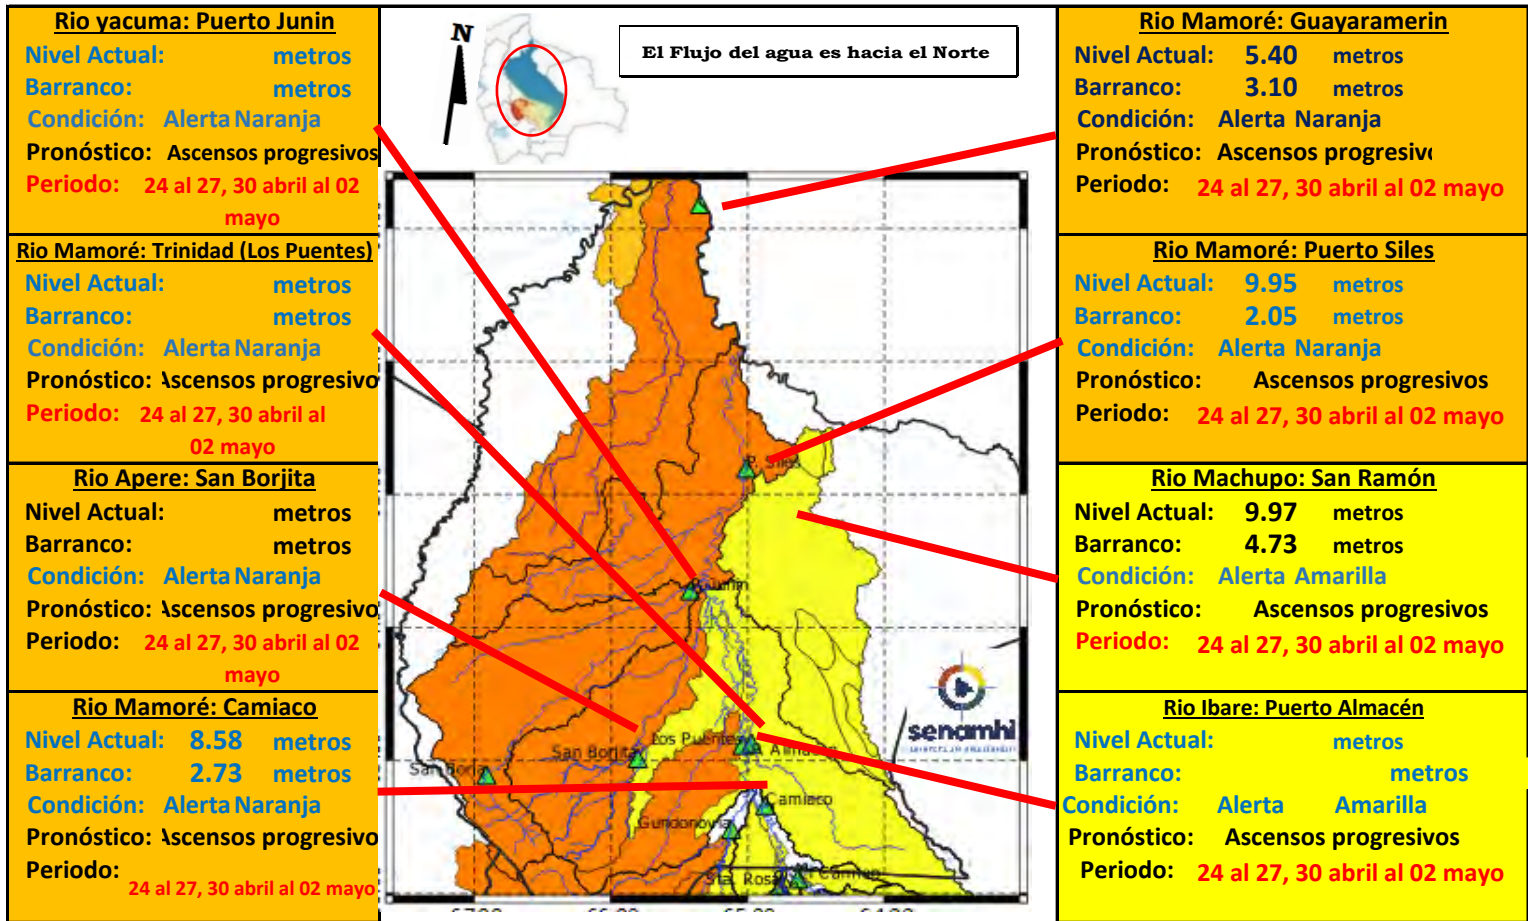 Rio yacuma: Puerto Junin
Nivel Actual: metros
Barranco: metros
Condición: Alerta Naranja
Pronóstico: Ascensos progresivos
Periodo: 24 al 27, 30 abril al 02
mayo
Rio Mamoré: Trinidad (Los Puentes)
Nivel Actual: metros
Barranco: metros
Condición: Alerta Naranja
Pronóstico: Ascensos progresivo
Periodo: 24 al 27, 30 abril al
02 mayo
Rio Apere: San Borjita
Nivel Actual: metros
Barranco: metros
Condición: Alerta Naranja
Pronóstico: Ascensos progresivo
Periodo: 24 al 27, 30 abril al 02
mayo
Rio Mamoré: Camiaco
Nivel Actual: 8.58 metros
Barranco: 2.73 metros
Condición: Alerta Naranja
Pronóstico: Ascensos progresivo
Periodo:
24 al 27, 30 abril al 02 mayo
N
El Flujo del agua es hacia el Norte
P. Siles
P. Junin
Los Puentes
P. Almacen
San Borjita
San Borja
Camiaco
Gundonovia
Sta. Rosa
senamhi
Rio Mamoré: Guayaramerin
Nivel Actual: 5.40 metros
Barranco: 3.10 metros
Condición: Alerta Naranja
Pronóstico: Ascensos progresiv
Periodo: 24 al 27, 30 abril al 02 mayo
Rio Mamoré: Puerto Siles
Nivel Actual: 9.95 metros
Barranco: 2.05 metros
Condición: Alerta Naranja
Pronóstico: Ascensos progresivos
Periodo: 24 al 27, 30 abril al 02 mayo
Rio Machupo: San Ramón
Nivel Actual: 9.97 metros
Barranco: 4.73 metros
Condición: Alerta Amarilla
Pronóstico: Ascensos progresivos
Periodo: 24 al 27, 30 abril al 02 mayo
Rio Ibare: Puerto Almacén
Nivel Actual: metros
Barranco: metros
Condición: Alerta Amarilla
Pronóstico: Ascensos progresivos
Periodo: 24 al 27, 30 abril al 02 mayo